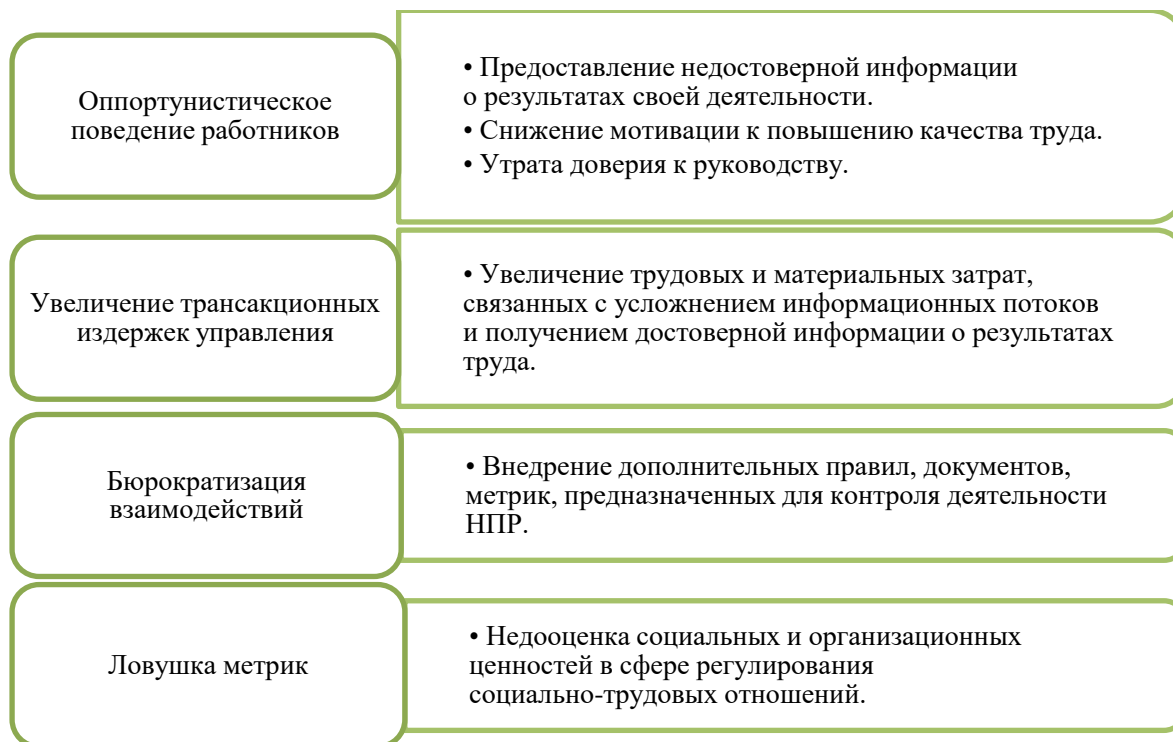 Оппортунистическое
поведение работников
• Предоставление недостоверной информации
о результатах своей деятельности.
• Снижение мотивации к повышению качества труда.
• Утрата доверия к руководству.
Увеличение трансакционных
издержек управления
• Увеличение трудовых и материальных затрат,
связанных с усложнением информационных потоков
и получением достоверной информации о результатах
труда.
Бюрократизация
взаимодействий
• Внедрение дополнительных правил, документов,
метрик, предназначенных для контроля деятельности
НПР.
Ловушка метрик
• Недооценка социальных и организационных
ценностей в сфере регулирования
социально-трудовых отношений.